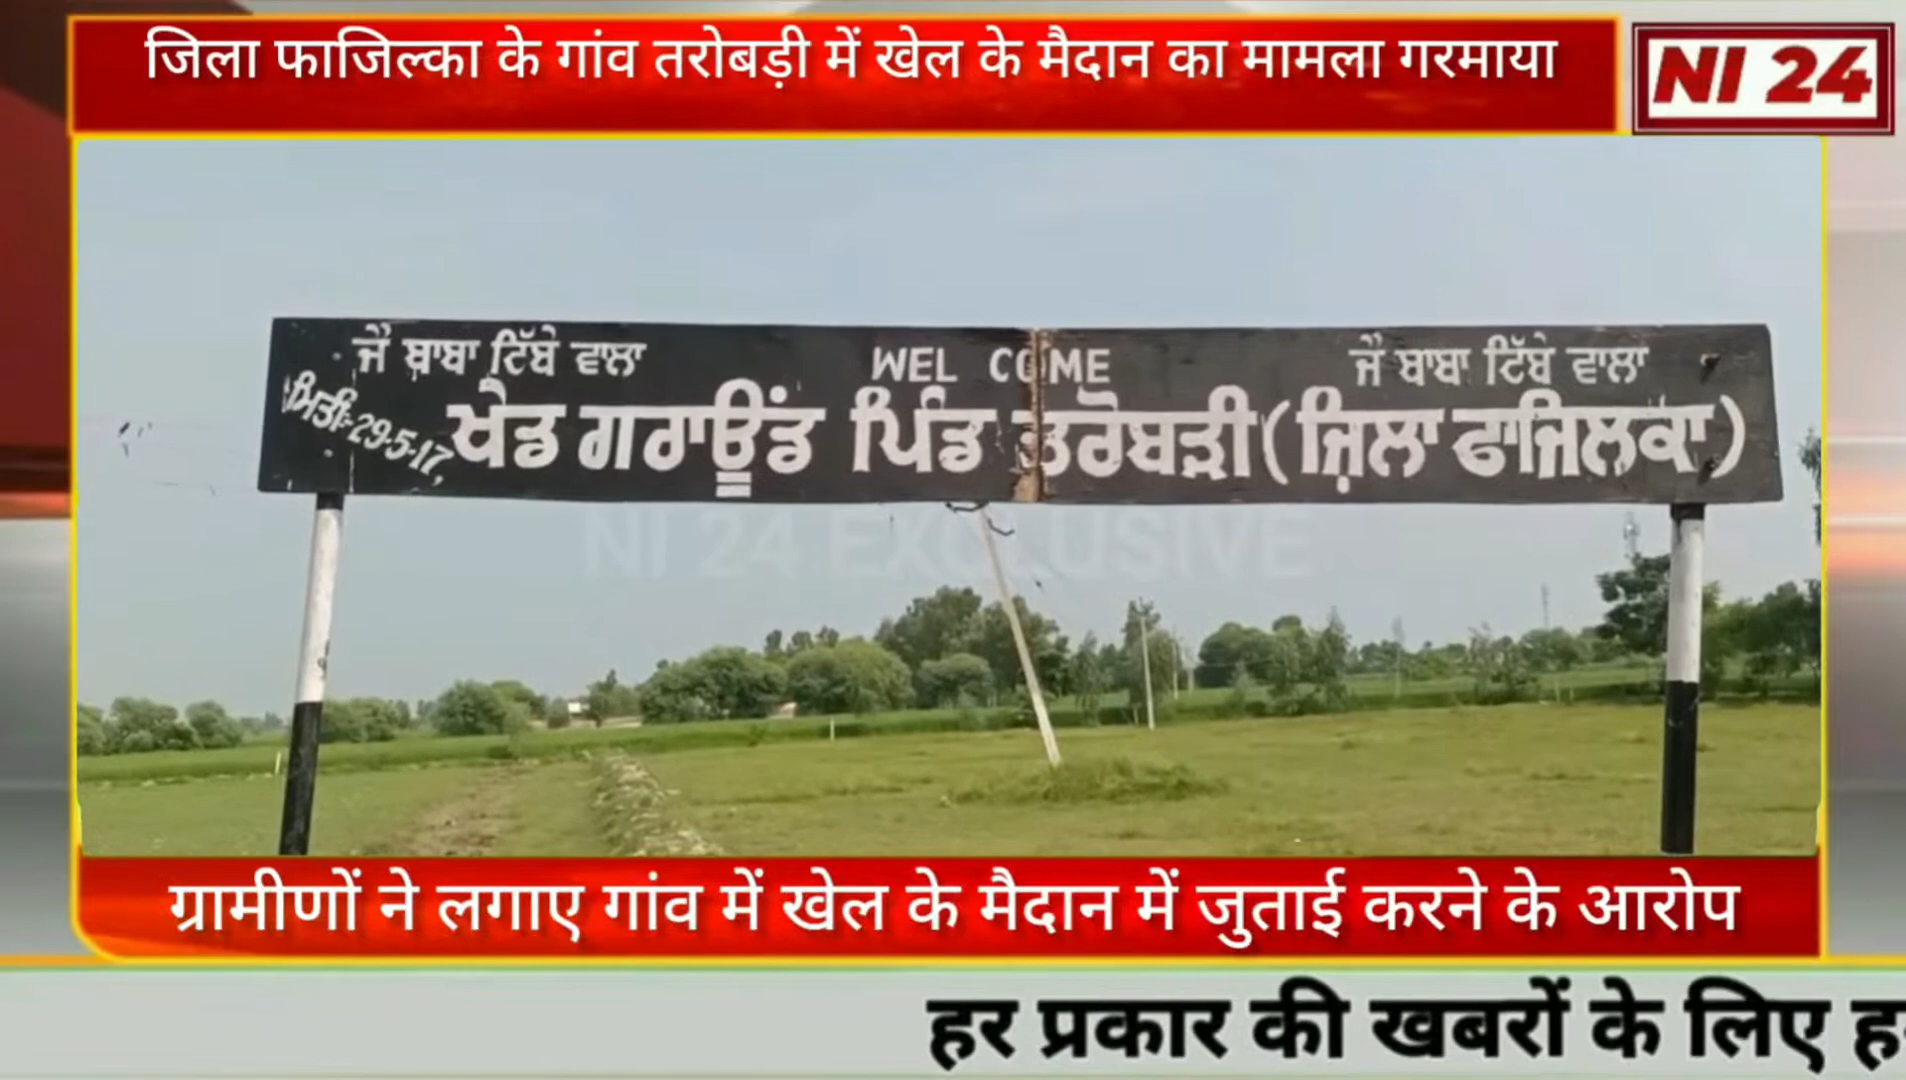 जिला फाजिल्का के गांव तरोबड़ी में खेल के मैदान का मामला गरमाया
NI 24
ਜੈ ਬਾਬਾ ਟਿੱਬੇ ਵਾਲਾ
WEL COME
ਜੈ ਬਾਬਾ ਟਿੱਬੇ ਵਾਲਾ
ਮਿਤੀ-29-5-17,
ਖੇਡ ਗਰਾਊਂਡ ਪਿੰਡ ਤਰੋਬੜੀ (ਜ਼ਿਲਾ ਫਾਜਿਲਕਾ)
NI 24 EXCLUSIVE
ग्रामीणों ने लगाए गांव में खेल के मैदान में जुताई करने के आरोप
हर प्रकार की खबरों के लिए